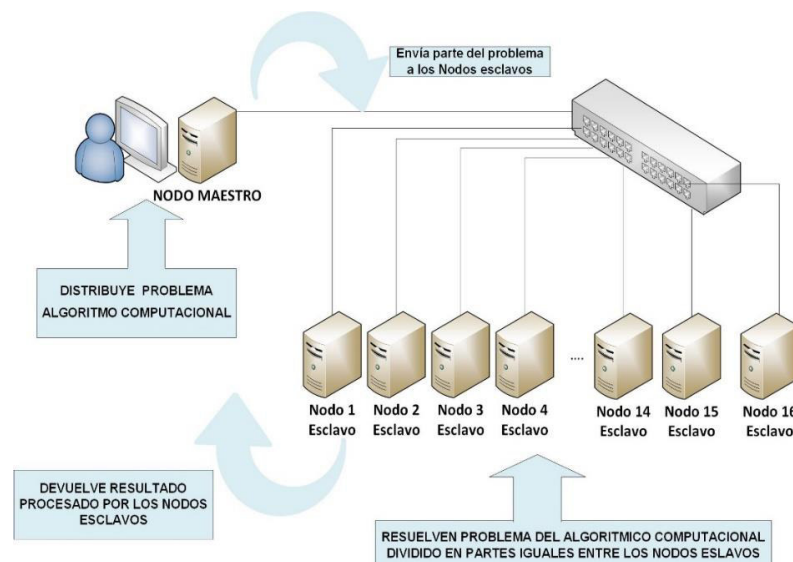 Envía parte del problema
a los Nodos esclavos
NODO MAESTRO
DISTRIBUYE PROBLEMA
ALGORITMO COMPUTACIONAL
....
Nodo 1
Esclavo
Nodo 2
Esclavo
Nodo 3
Esclavo
Nodo 4
Esclavo
Nodo 14
Esclavo
Nodo 15
Esclavo
Nodo 16
Esclavo
DEVUELVE RESULTADO
PROCESADO POR LOS NODOS
ESCLAVOS
RESUELVEN PROBLEMA DEL ALGORITMICO COMPUTACIONAL
DIVIDIDO EN PARTES IGUALES ENTRE LOS NODOS ESLAVOS